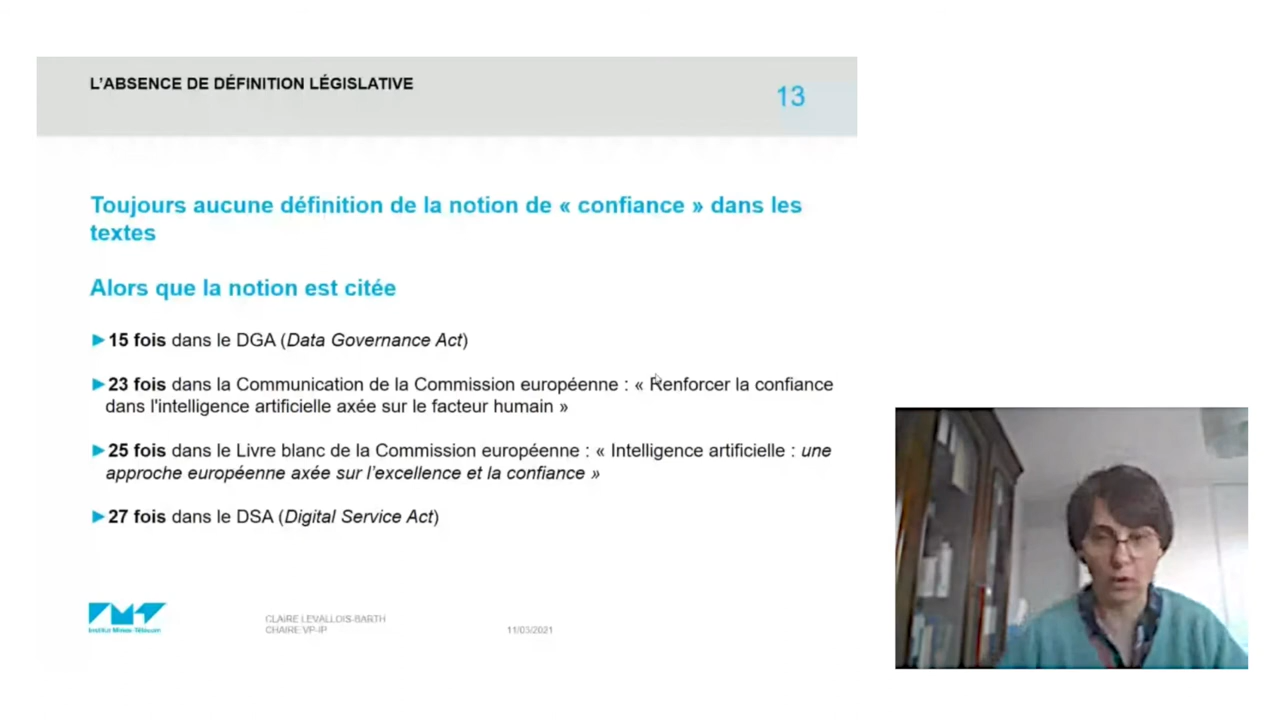 L'ABSENCE DE DÉFINITION LÉGISLATIVE
13
Toujours aucune définition de la notion de « confiance » dans les
textes
Alors que la notion est citée
►15 fois dans le DGA (Data Governance Act)
►23 fois dans la Communication de la Commission européenne : « Renforcer la confiance
dans l'intelligence artificielle axée sur le facteur humain »
►25 fois dans le Livre blanc de la Commission européenne : « Intelligence artificielle : une
approche européenne axée sur l'excellence et la confiance »
►27 fois dans le DSA (Digital Service Act)
Institut Mines-Télécom
CLAIRE LEVALLOIS-BARTH
CHAIRE VP-IP
11/03/2021